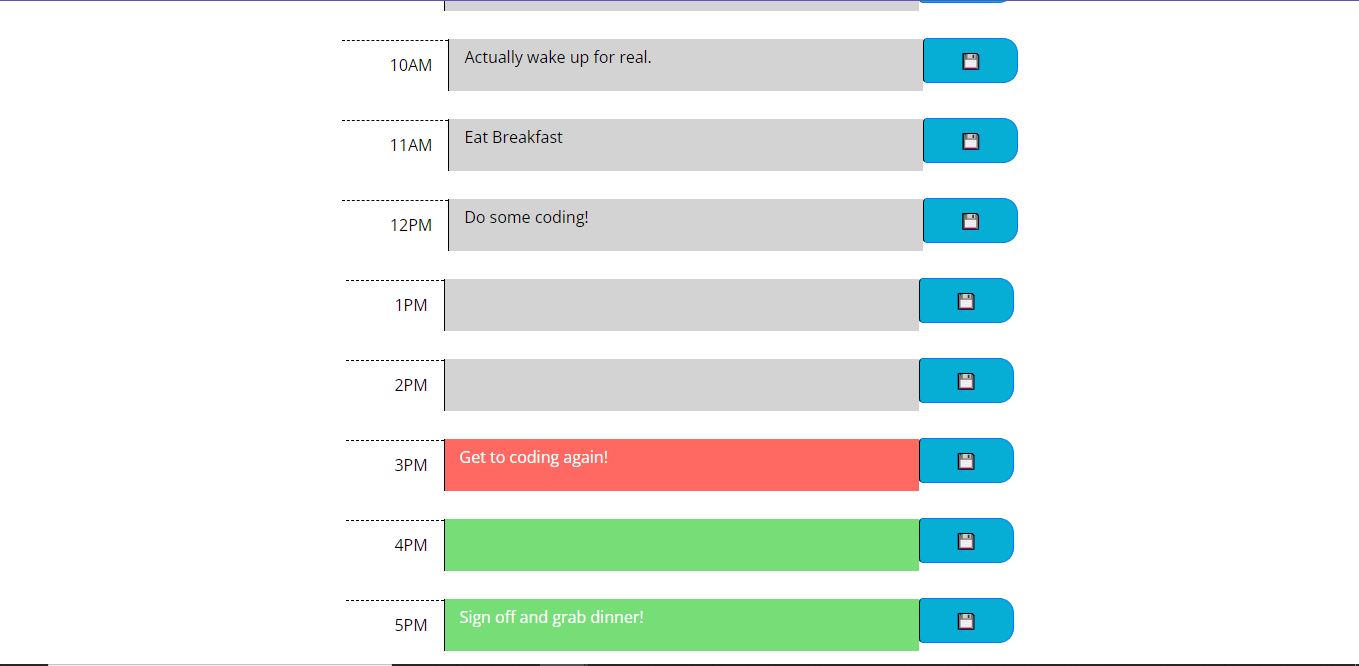 10AM Actually wake up for real.
11AM Eat Breakfast
12PM Do some coding!
1PM
2PM
3PM Get to coding again!
4PM
5PM Sign off and grab dinner!